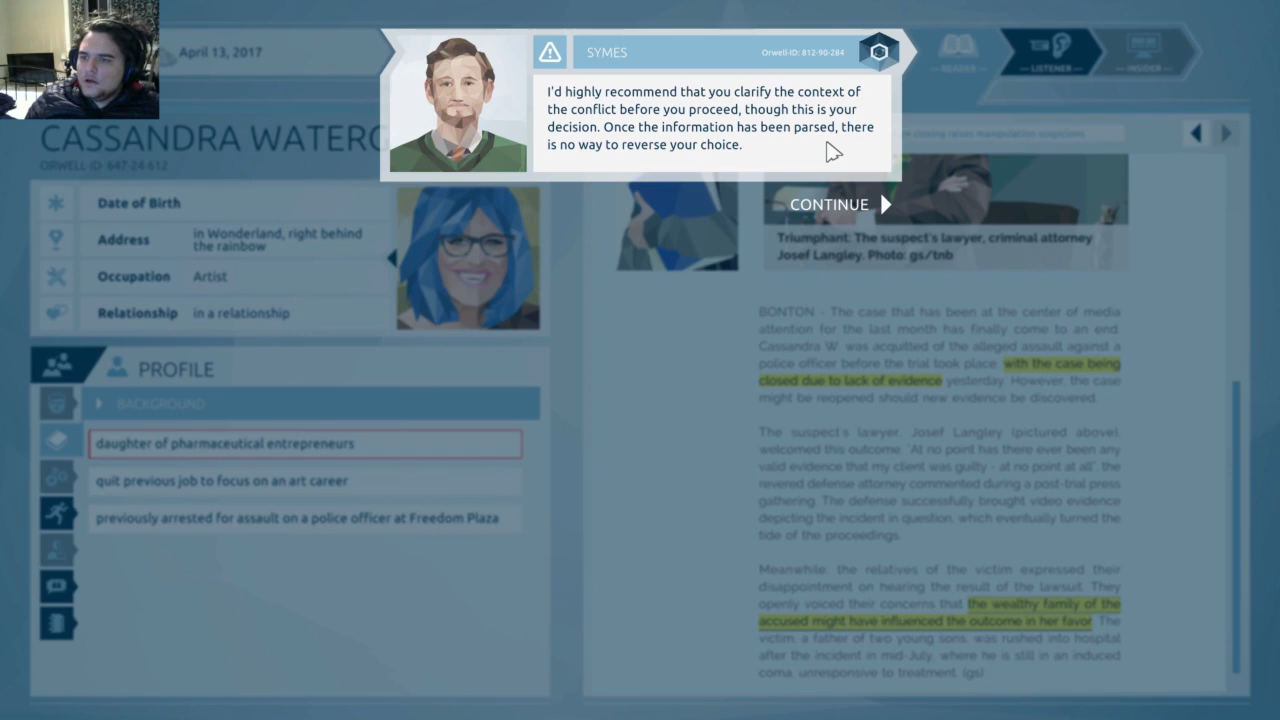 April 13, 2017
SYMES
Orwell-ID: 812-90-284
I'd highly recommend that you clarify the context of
the conflict before you proceed, though this is your
decision. Once the information has been parsed, there
is no way to reverse your choice.
CONTINUE
READER
LISTENER
INSIDER
CASSANDRA WATERG
ORWELL ID: 647-24-612
Date of Birth
Address in Wonderland, right behind
the rainbow
Occupation Artist
Relationship in a relationship
PROFILE
BACKGROUND
daughter of pharmaceutical entrepreneurs
quit previous job to focus on an art career
previously arrested for assault on a police officer at Freedom Plaza
closing raises manipulation suspicions
Triumphant: The suspect's lawyer, criminal attorney
Josef Langley. Photo: gs/tnb
BONTON - The case that has been at the center of media
attention for the last month has finally come to an end.
Cassandra W. was acquitted of the alleged assault against a
police officer before the trial took place, with the case being
closed due to lack of evidence yesterday. However, the case
might be reopened should new evidence be discovered.
The suspect's lawyer, Josef Langley (pictured above),
welcomed this outcome. "At no point has there ever been any
valid evidence that my client was guilty - at no point at all", the
revered defense attorney commented during a post-trial press
gathering. The defense successfully brought video evidence
depicting the incident in question, which eventually turned the
tide of the proceedings.
Meanwhile, the relatives of the victim expressed their
disappointment on hearing the result of the lawsuit. They
openly voiced their concerns that the wealthy family of the
accused might have influenced the outcome in her favor. The
victim, a father of two young sons, was rushed into hospital
after the incident in mid-July, where he is still in an induced
coma, unresponsive to treatment. (gs)